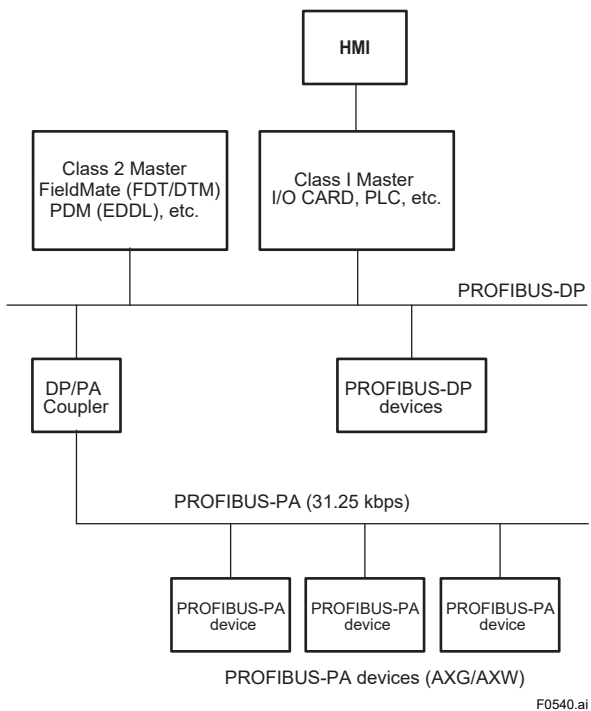 HMI
Class 2 Master
FieldMate (FDT/DTM)
PDM (EDDL), etc.
Class I Master
I/O CARD, PLC, etc.
PROFIBUS-DP
DP/PA
Coupler
PROFIBUS-DP
devices
PROFIBUS-PA (31.25 kbps)
PROFIBUS-PA
device
PROFIBUS-PA
device
PROFIBUS-PA
device
PROFIBUS-PA devices (AXG/AXW)
F0540.ai